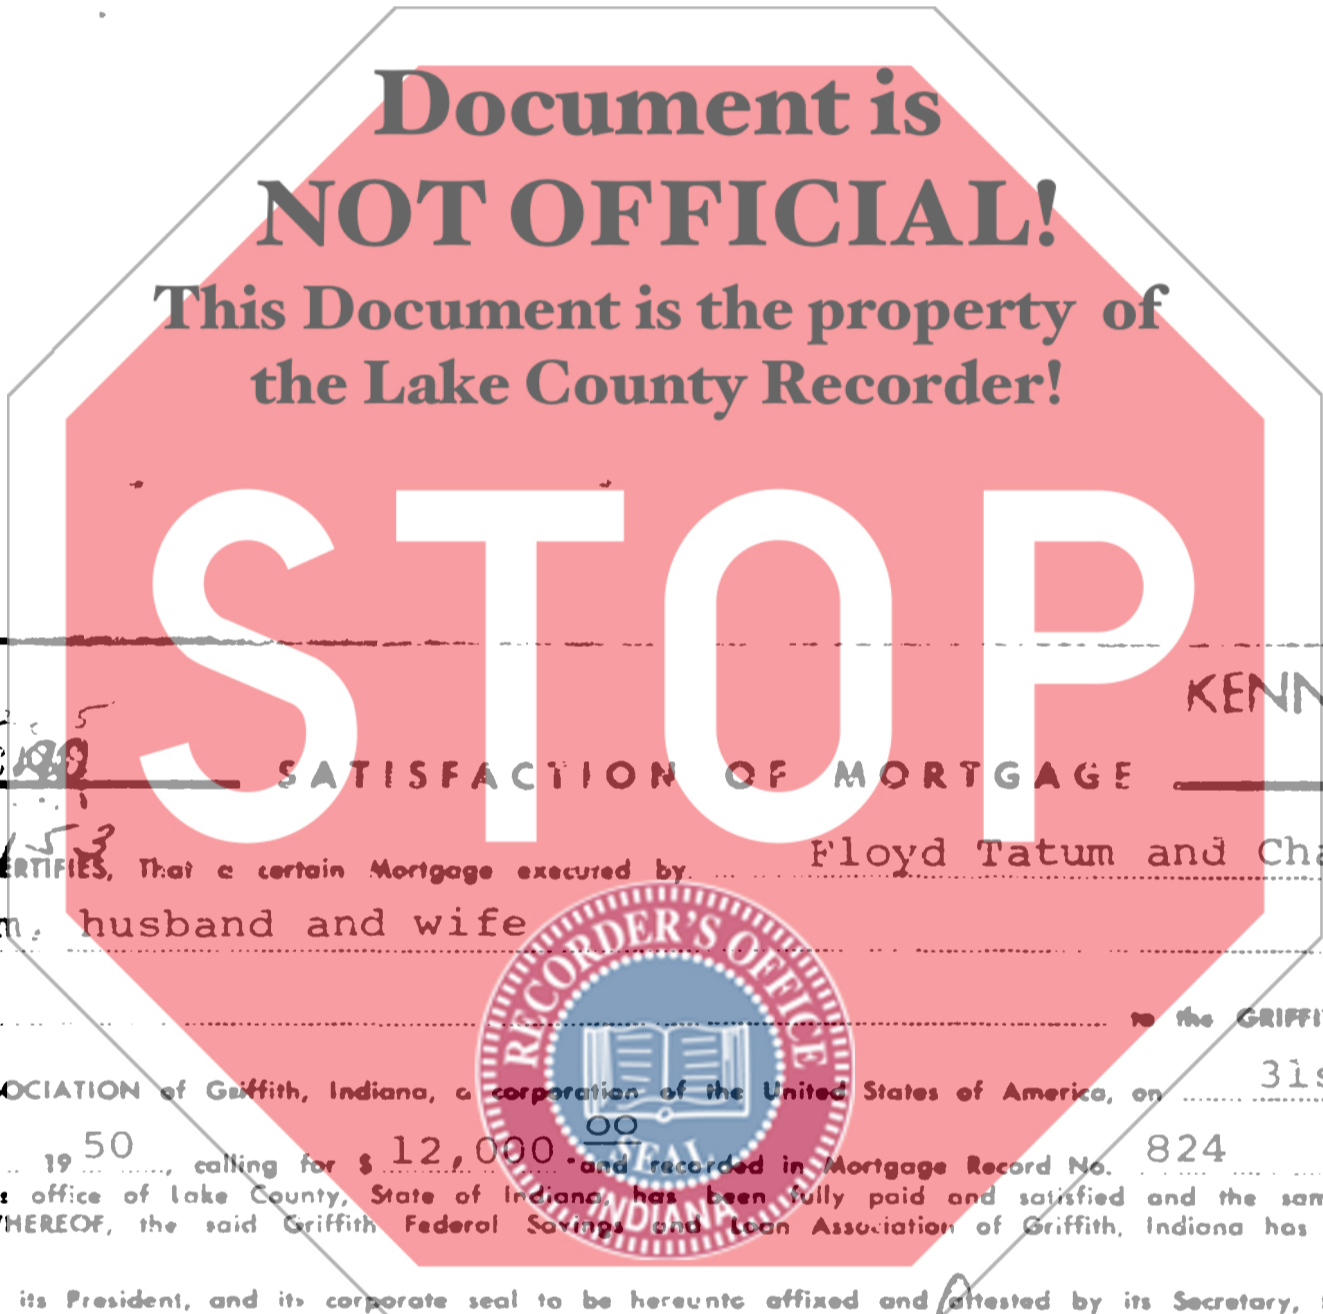 Document is
NOT OFFICIAL!
This Document is the property of
the Lake County Recorder!
STOP
KENN
SATISFACTION OF MORTGAGE
ERTIFIES, That a certain Mortgage executed by Floyd Tatum and Cha
husband and wife
RECORDER'S OFFICE
to the GRIFFI
OCIATION of Griffith, Indiana, a corporation of the United States of America, on 31s
19 50, calling for $ 12,000 00 and recorded in Mortgage Record No. 824
SEAL
office of Lake County, State of Indiana, has been fully paid and satisfied and the sam
INDIANA
HEREOF, the said Griffith Federal Savings and Loan Association of Griffith, Indiana has
its President, and its corporate seal to be hereunto affixed and attested by its Secretary,